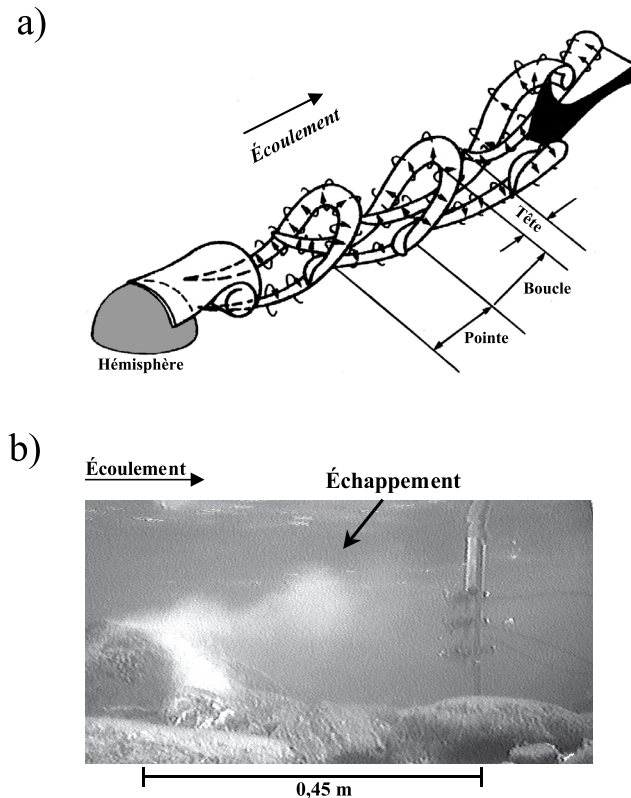 a)
Écoulement
Tête
Boucle
Pointe
Hémisphère
b)
Écoulement
Échappement
0,45 m